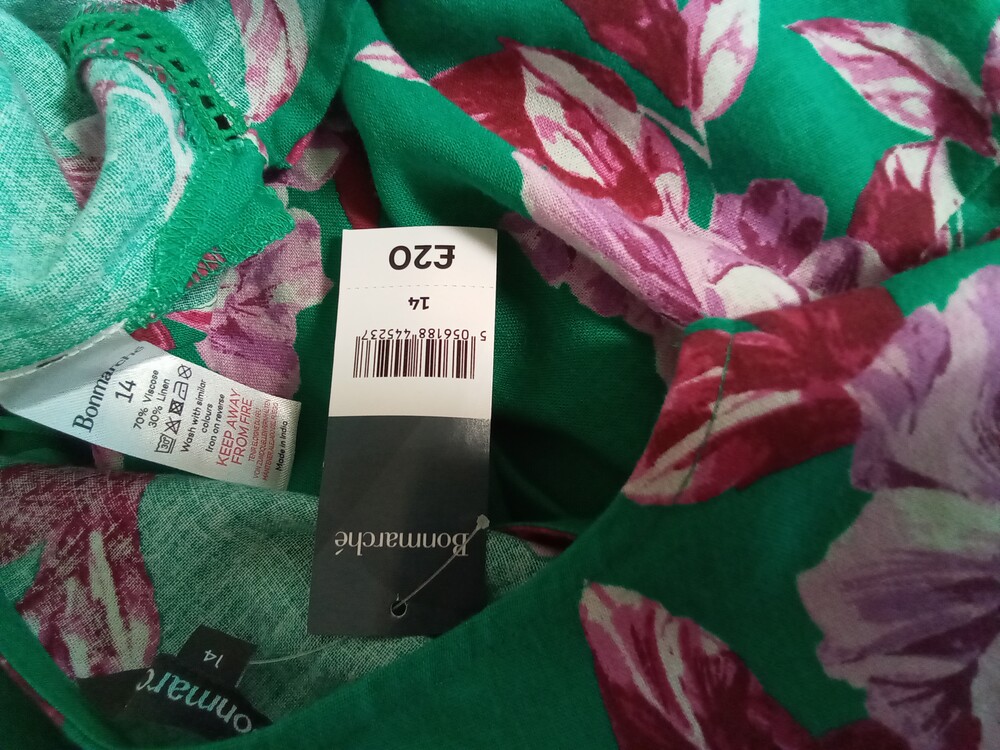 £20
14
5 056188 445237
Bonmarché
Bonmarché
14
70% Viscose
30% Linen
30°
Wash with similar
colours
Iron on reverse
KEEP AWAY
FROM FIRE
Made in India
14
onmarc